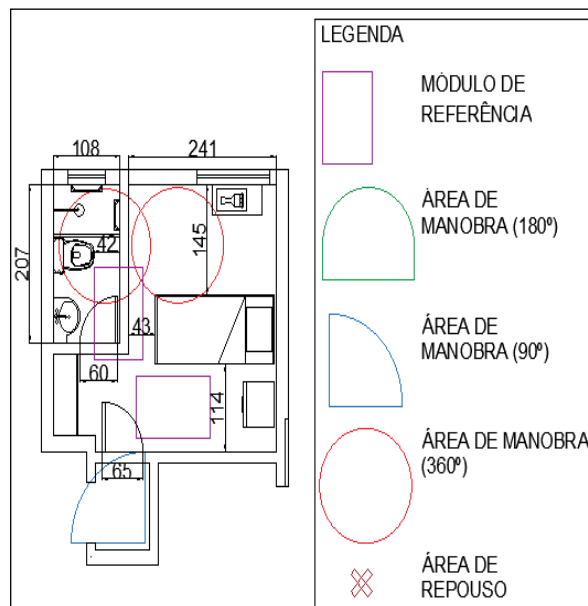 LEGENDA
MÓDULO DE
REFERÊNCIA
ÁREA DE
MANOBRA (180º)
ÁREA DE
MANOBRA (90º)
ÁREA DE MANOBRA
(360º)
ÁREA DE
REPOUSO
108
241
42
145
207
43
60
114
65